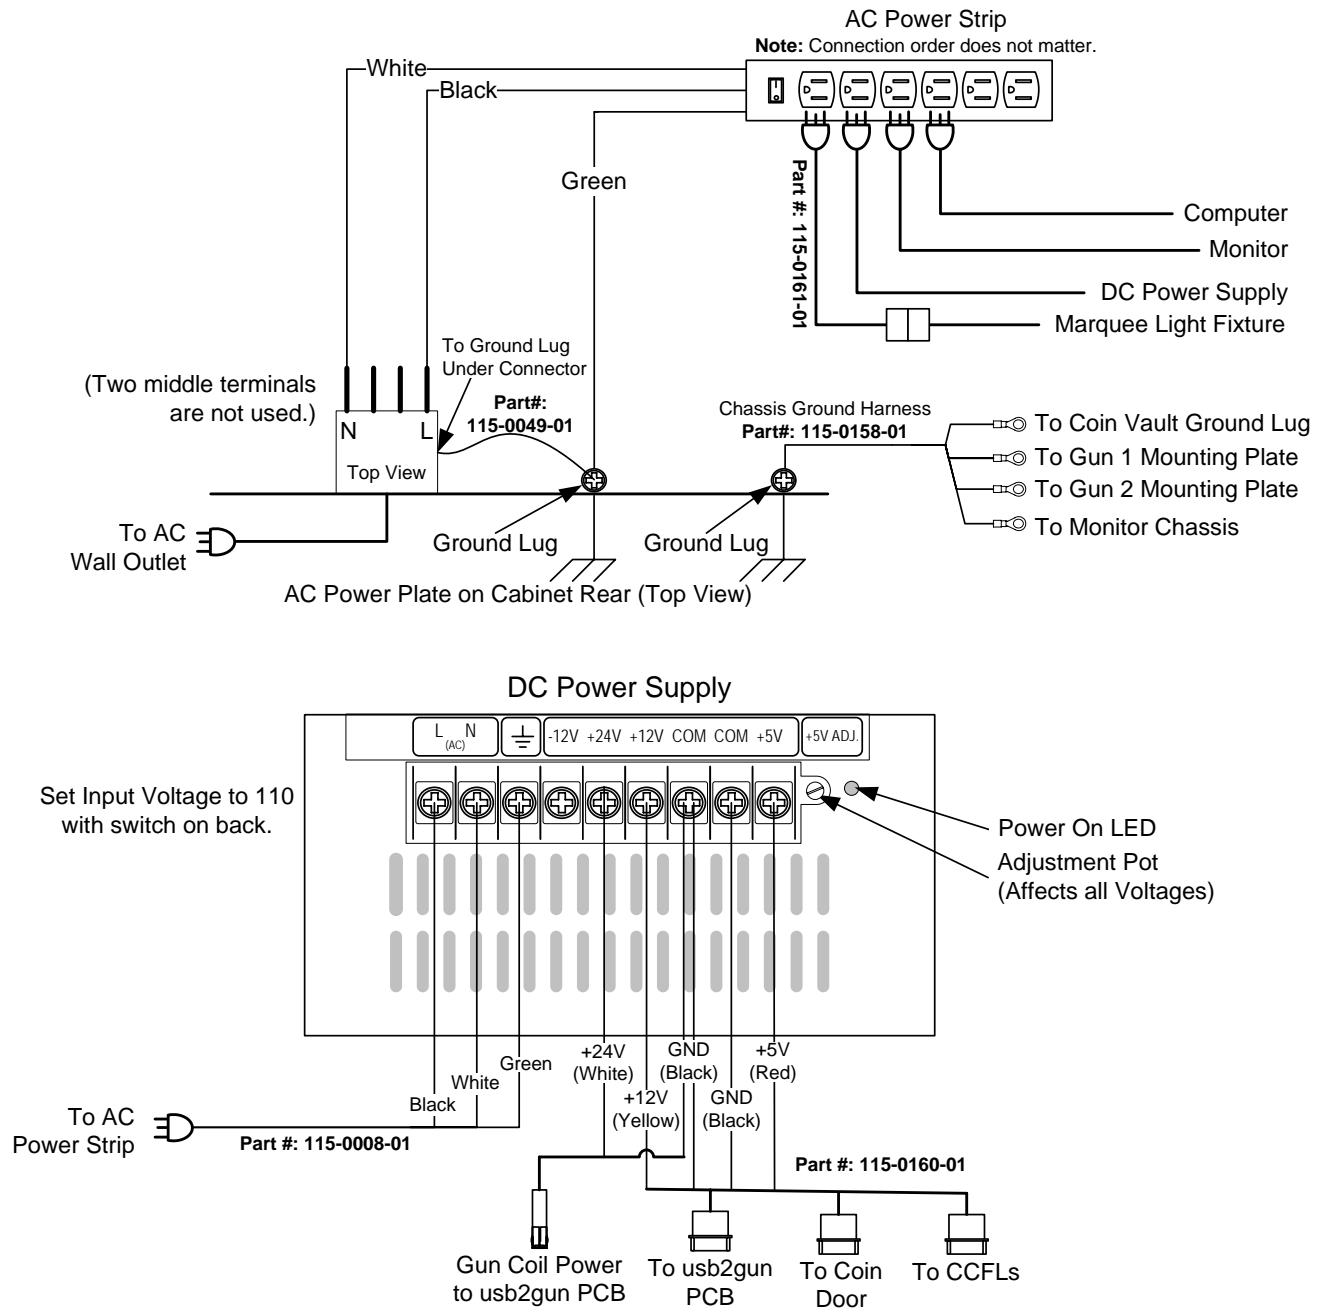 AC Power Strip
Note: Connection order does not matter.
White
Black
Green
Part #: 115-0161-01
Computer
Monitor
DC Power Supply
Marquee Light Fixture
To Ground Lug
Under Connector
(Two middle terminals
are not used.)
Part#:
115-0049-01
N L
Top View
Chassis Ground Harness
Part#: 115-0158-01
To Coin Vault Ground Lug
To Gun 1 Mounting Plate
To Gun 2 Mounting Plate
To Monitor Chassis
To AC
Wall Outlet
Ground Lug
Ground Lug
AC Power Plate on Cabinet Rear (Top View)
DC Power Supply
L N
(AC)
-12V +24V +12V COM COM +5V
+5V ADJ.
Set Input Voltage to 110
with switch on back.
Power On LED
Adjustment Pot
(Affects all Voltages)
Black
White
Green
+24V
(White)
+12V
(Yellow)
GND
(Black)
GND
(Black)
+5V
(Red)
To AC
Power Strip
Part #: 115-0008-01
Part #: 115-0160-01
Gun Coil Power
to usb2gun PCB
To usb2gun
PCB
To Coin
Door
To CCFLs